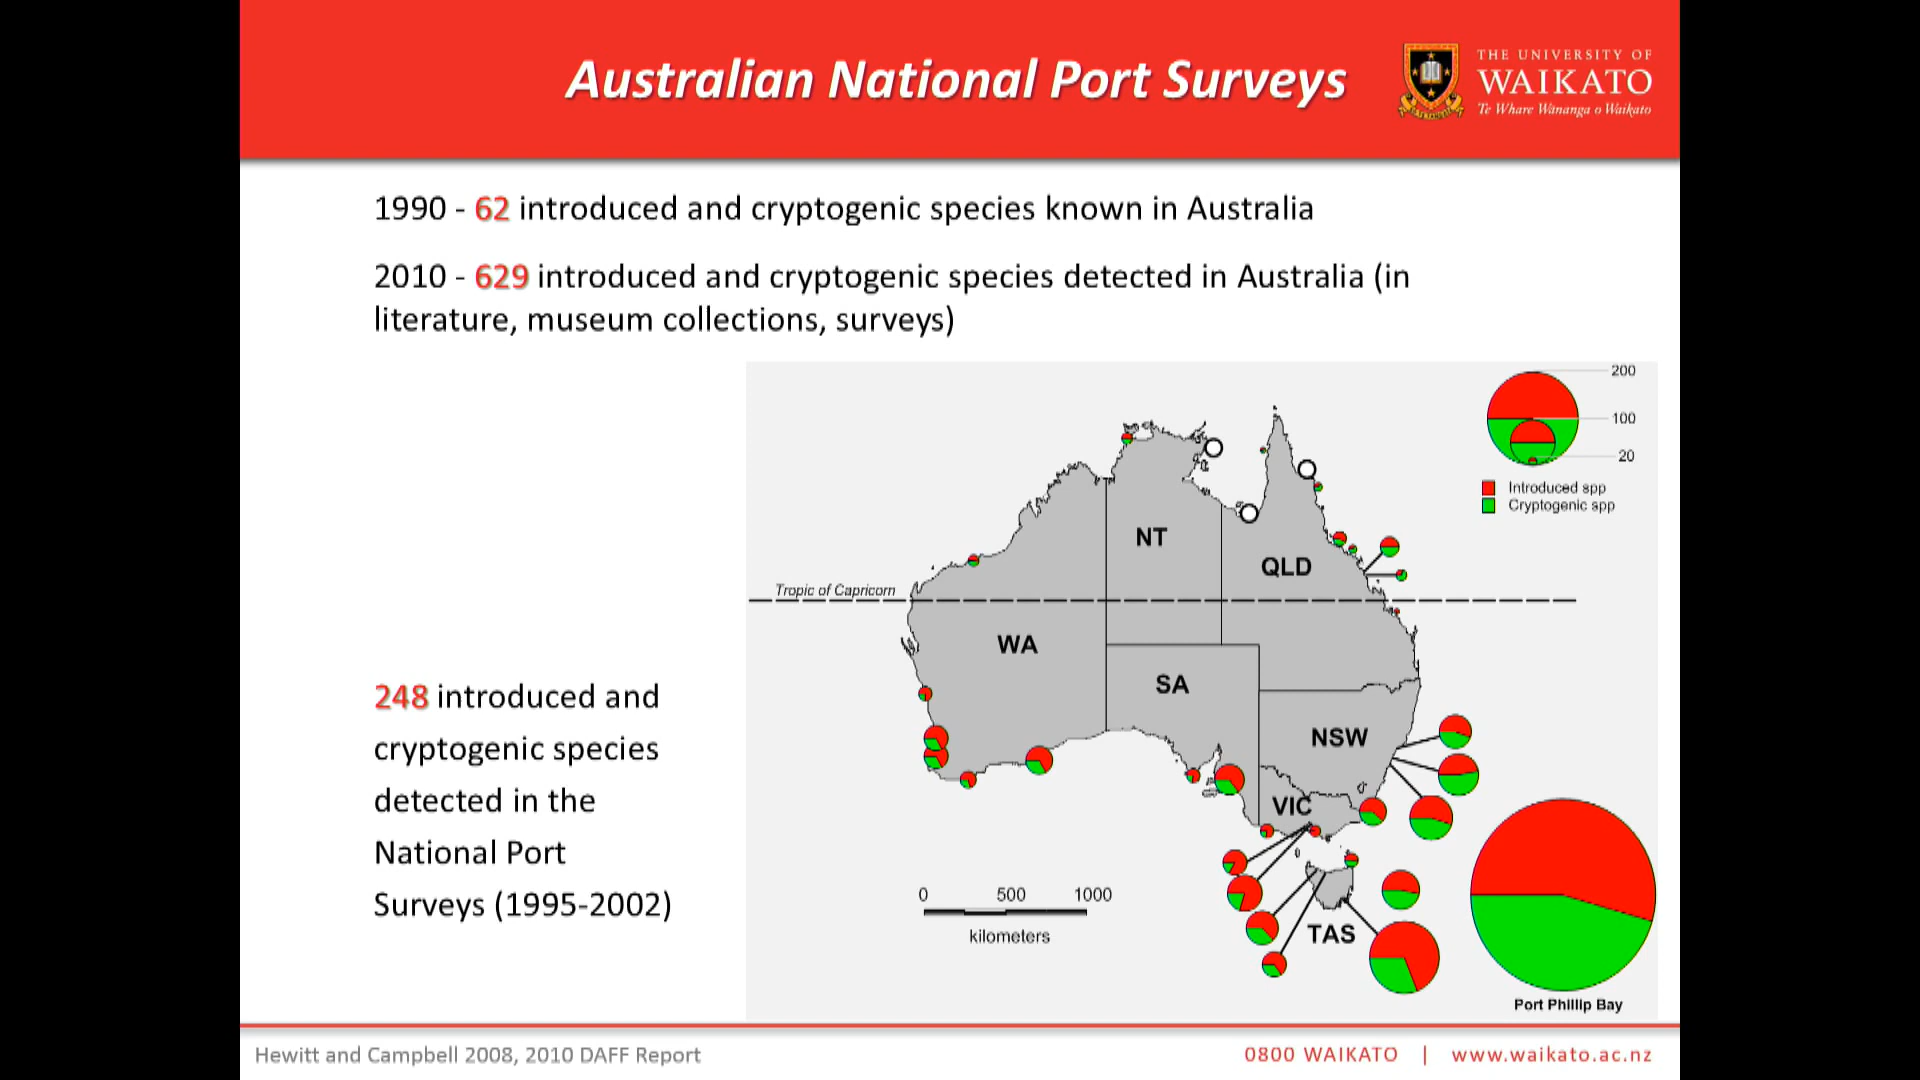 Australian National Port Surveys
THE UNIVERSITY OF
WAIKATO
Te Whare Wānanga o Waikato
1990 - 62 introduced and cryptogenic species known in Australia
2010 - 629 introduced and cryptogenic species detected in Australia (in
literature, museum collections, surveys)
248 introduced and
cryptogenic species
detected in the
National Port
Surveys (1995-2002)
200
100
20
Introduced spp
Cryptogenic spp
NT
QLD
Tropic of Capricorn
WA
SA
NSW
VIC
TAS
0 500 1000
kilometers
Port Phillip Bay
Hewitt and Campbell 2008, 2010 DAFF Report
0800 WAIKATO | www.waikato.ac.nz